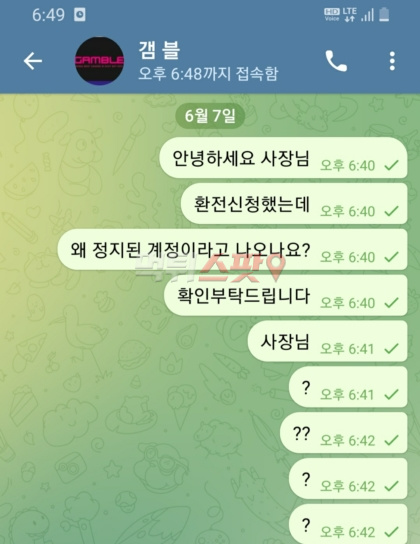 6:49
HD Voice LTE
GAMBLE
갬 블
오후 6:48까지 접속함
6월 7일
안녕하세요 사장님 오후 6:40
환전신청했는데 오후 6:40
왜 정지된 계정이라고 나오나요? 오후 6:40
먹튀스팟
확인부탁드립니다 오후 6:40
사장님 오후 6:41
? 오후 6:41
?? 오후 6:42
? 오후 6:42
? 오후 6:42